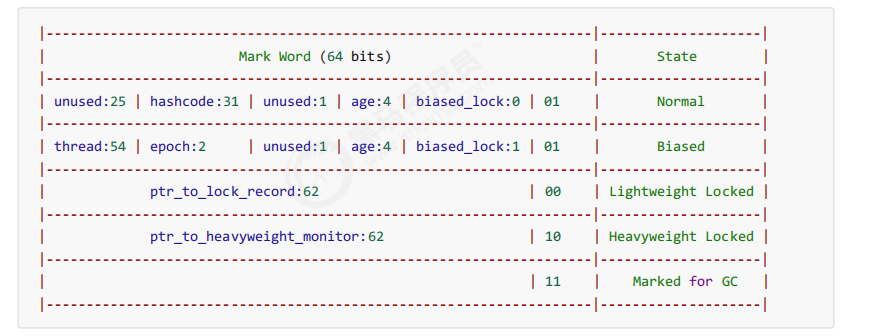 |--------------------------------------------------------------------|--------------------|
| Mark Word (64 bits) | State |
|--------------------------------------------------------------------|--------------------|
| unused:25 | hashcode:31 | unused:1 | age:4 | biased_lock:0 | 01 | Normal |
|--------------------------------------------------------------------|--------------------|
| thread:54 | epoch:2 | unused:1 | age:4 | biased_lock:1 | 01 | Biased |
|--------------------------------------------------------------------|--------------------|
| ptr_to_lock_record:62 | 00 | Lightweight Locked |
|--------------------------------------------------------------------|--------------------|
| ptr_to_heavyweight_monitor:62 | 10 | Heavyweight Locked |
|--------------------------------------------------------------------|--------------------|
| | 11 | Marked for GC |
|--------------------------------------------------------------------|--------------------|